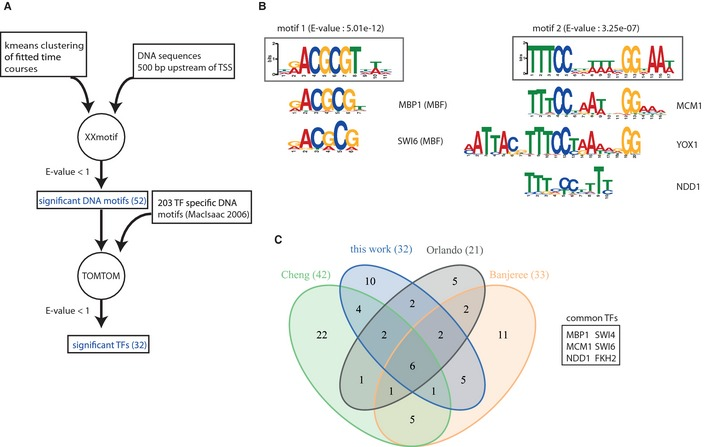 A
kmeans clustering
of fitted time
courses
DNA sequences
500 bp upstream of TSS
XXmotif
E-value < 1
significant DNA motifs (52)
203 TF specific DNA
motifs (MacIsaac 2006)
TOMTOM
E-value < 1
significant TFs (32)
B
motif 1 (E-value : 5.01e-12)
motif 2 (E-value : 3.25e-07)
bits
bits
MBP1 (MBF)
MCM1
SWI6 (MBF)
YOX1
NDD1
C
this work (32)
Orlando (21)
Cheng (42)
Banjeree (33)
10
5
4
2
2
22
2
2
11
6
1
1
1
5
5
common TFs
MBP1 SWI4
MCM1 SWI6
NDD1 FKH2